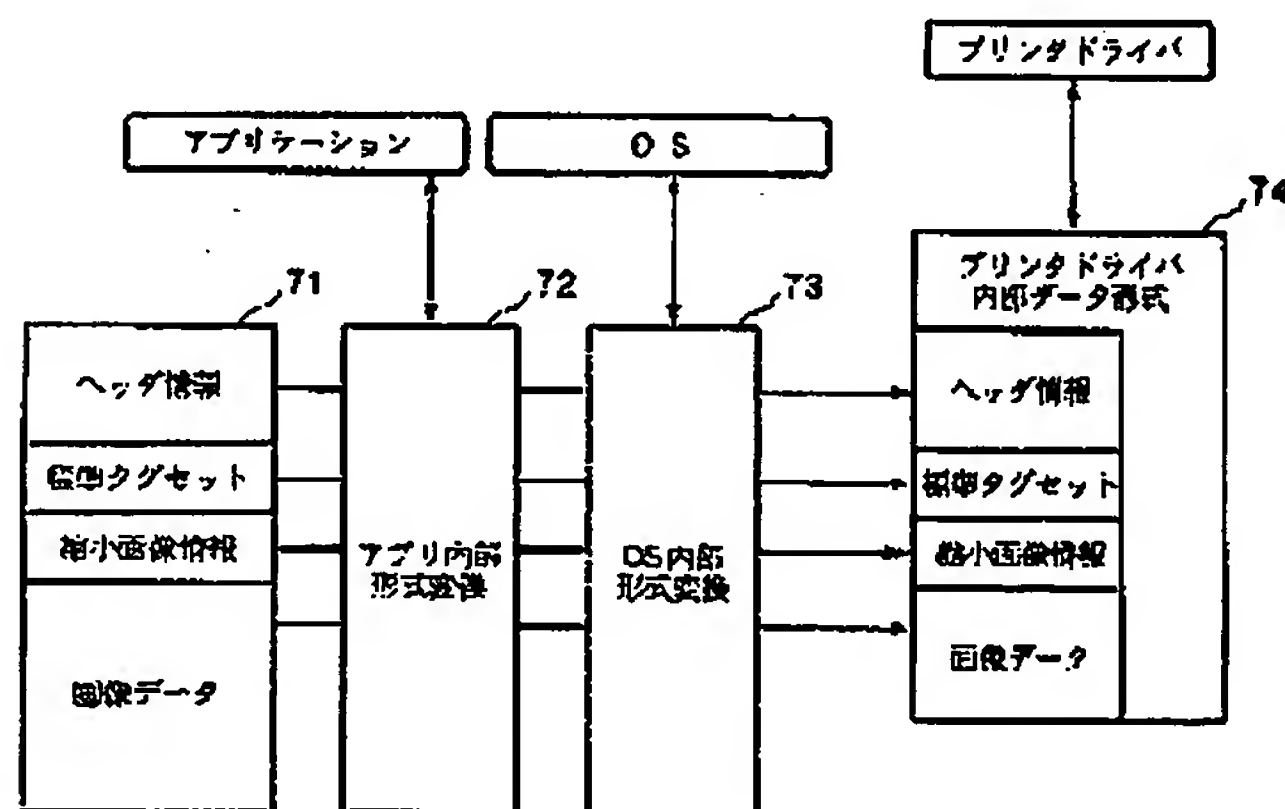 プリンタドライバ
アプリケーション
OS
74
プリンタドライバ
内部データ形式
71
72
73
ヘッダ情報
ヘッダ情報
標準タグセット
標準タグセット
縮小画像情報
アプリ内部
形式変換
OS内部
形式変換
縮小画像情報
画像データ
画像データ